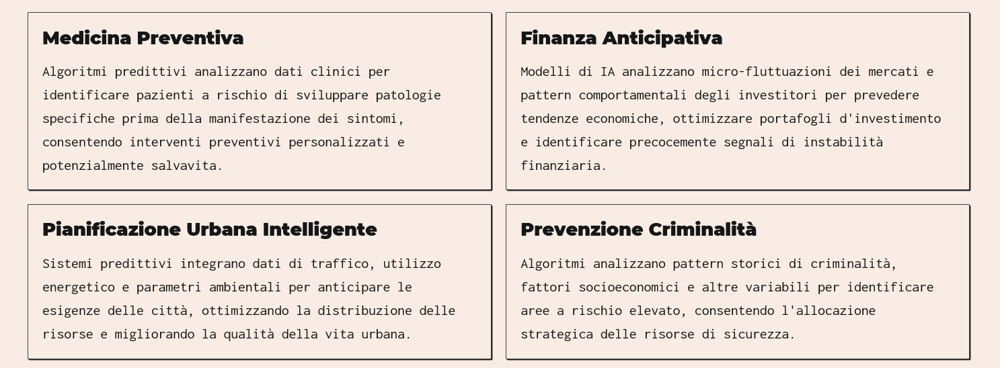 Medicina Preventiva
Algoritmi predittivi analizzano dati clinici per
identificare pazienti a rischio di sviluppare patologie
specifiche prima della manifestazione dei sintomi,
consentendo interventi preventivi personalizzati e
potenzialmente salvavita.
Finanza Anticipativa
Modelli di IA analizzano micro-fluttuazioni dei mercati e
pattern comportamentali degli investitori per prevedere
tendenze economiche, ottimizzare portafogli d'investimento
e identificare precocemente segnali di instabilità
finanziaria.
Pianificazione Urbana Intelligente
Sistemi predittivi integrano dati di traffico, utilizzo
energetico e parametri ambientali per anticipare le
esigenze delle città, ottimizzando la distribuzione delle
risorse e migliorando la qualità della vita urbana.
Prevenzione Criminalità
Algoritmi analizzano pattern storici di criminalità,
fattori socioeconomici e altre variabili per identificare
aree a rischio elevato, consentendo l'allocazione
strategica delle risorse di sicurezza.